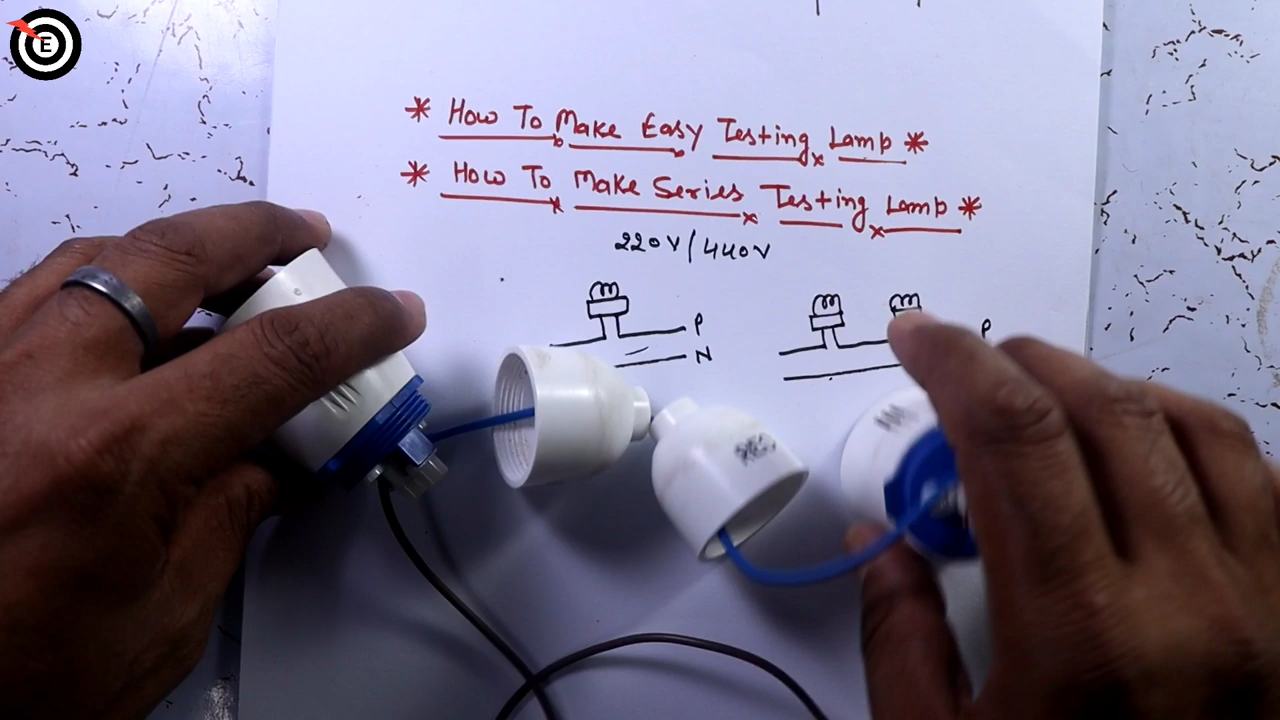 E
* How To Make Easy Testing Lamp *
* How To Make Series Testing Lamp *
220V/440V
P
P
N